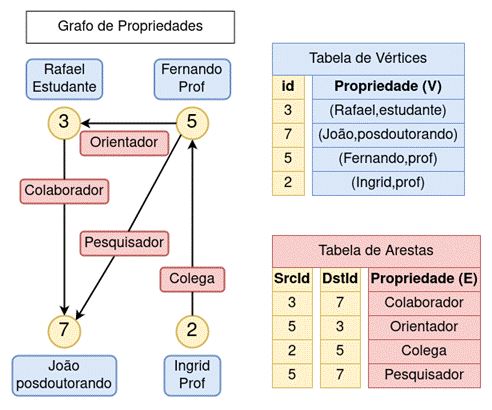 Grafo de Propriedades
Rafael
Estudante
Fernando
Prof
3
5
Orientador
Colaborador
Pesquisador
Colega
7
2
João
posdoutorando
Ingrid
Prof
Tabela de Vértices
id Propriedade (V)
3 (Rafael,estudante)
7 (João,posdoutorando)
5 (Fernando,prof)
2 (Ingrid,prof)
Tabela de Arestas
SrcId DstId Propriedade (E)
3 7 Colaborador
5 3 Orientador
2 5 Colega
5 7 Pesquisador